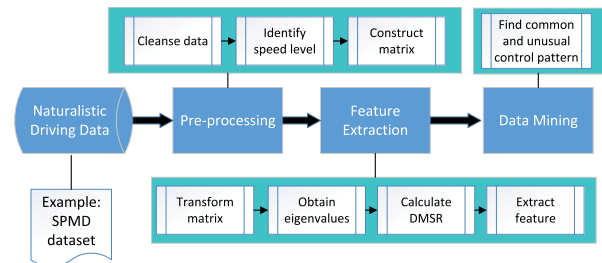 Cleanse data
Identify
speed level
Construct
matrix
Find common
and unusual
control pattern
Naturalistic
Driving Data
Pre-processing
Feature
Extraction
Data Mining
Example:
SPMD
dataset
Transform
matrix
Obtain
eigenvalues
Calculate
DMSR
Extract
feature